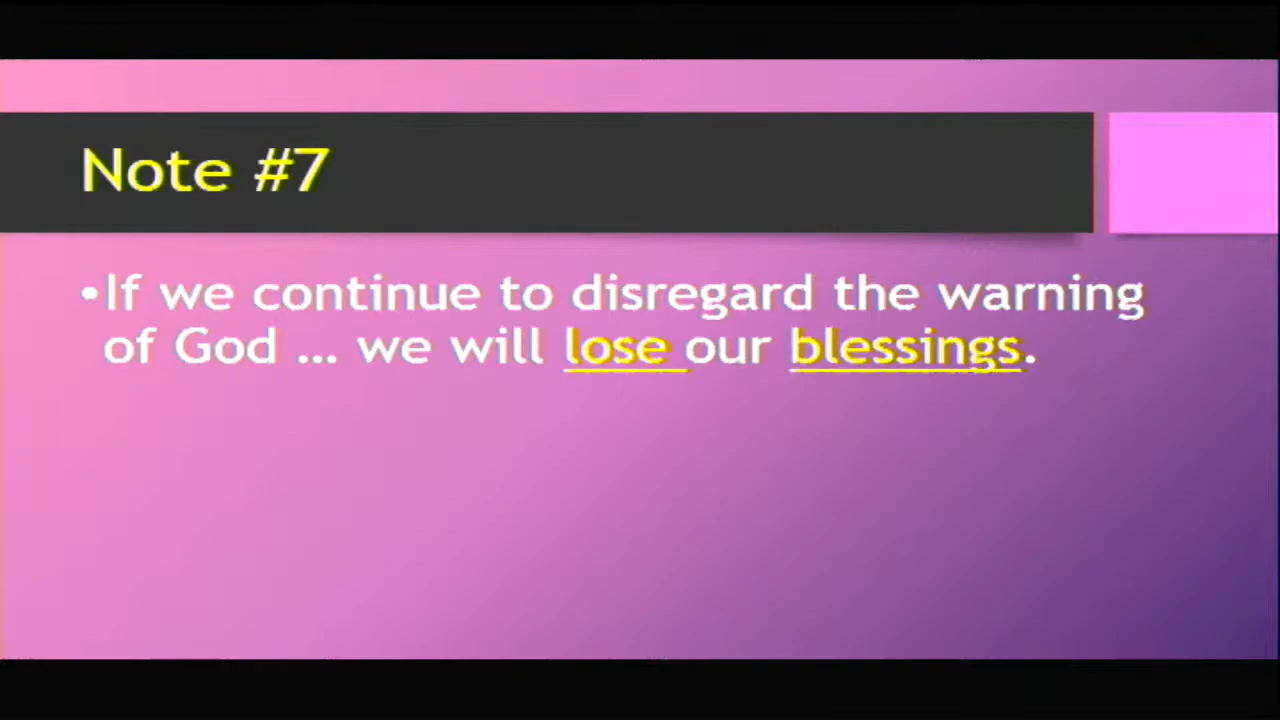 Note #7
•If we continue to disregard the warning
of God … we will lose our blessings.